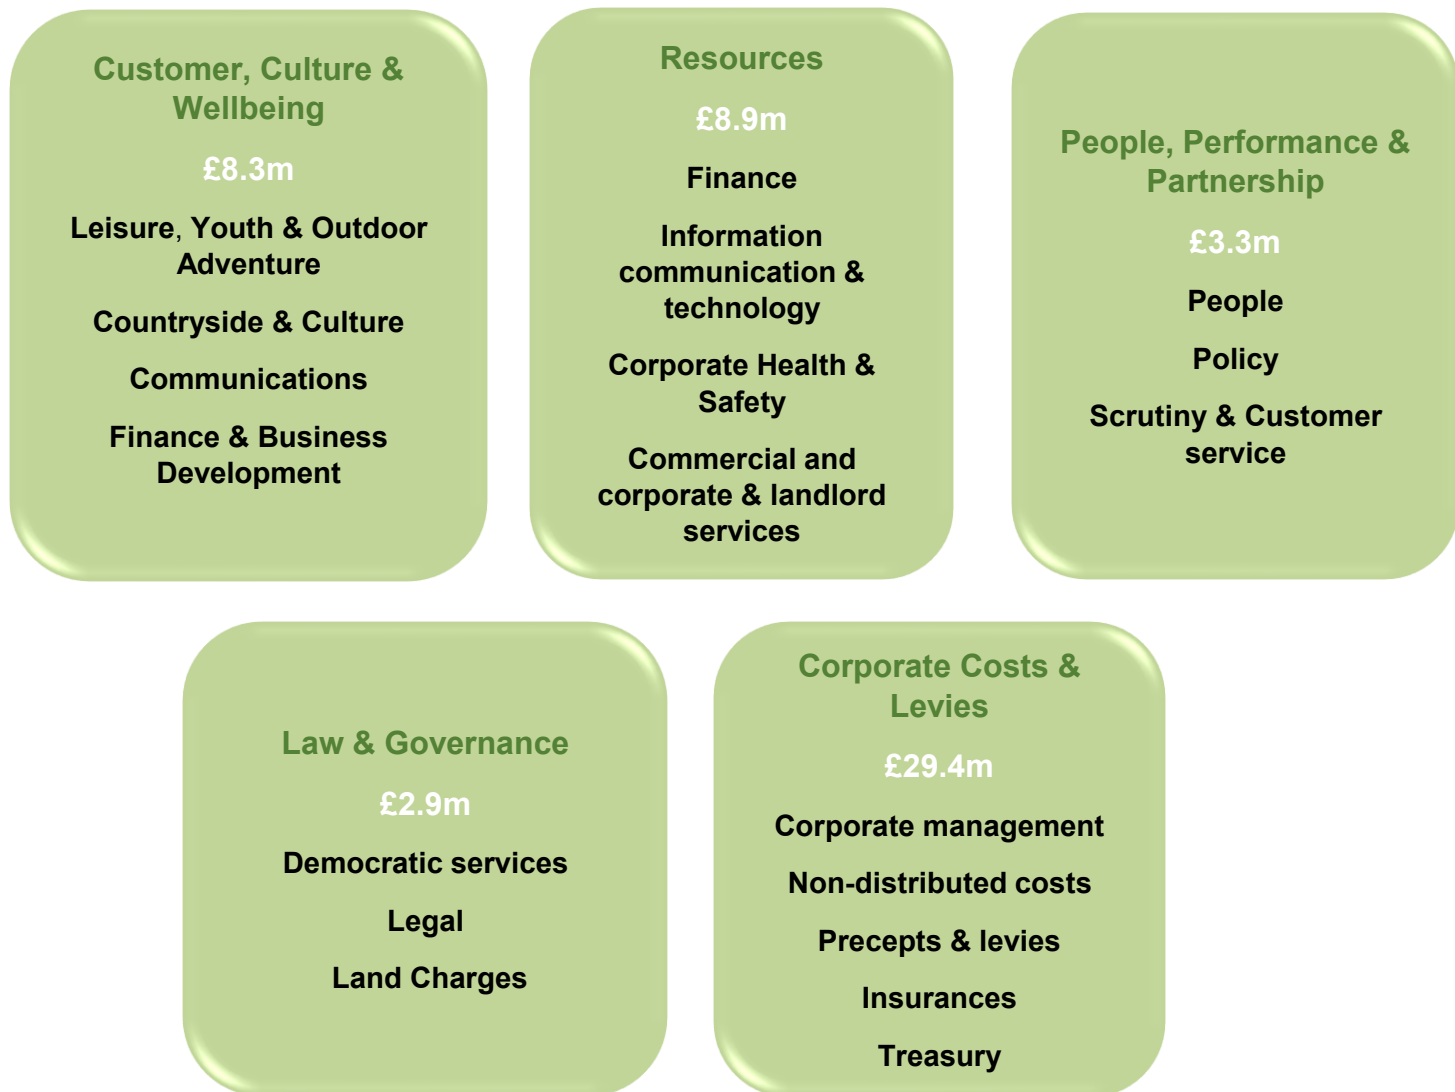 Customer, Culture &
Wellbeing
£8.3m
Leisure, Youth & Outdoor
Adventure
Countryside & Culture
Communications
Finance & Business
Development
Resources
£8.9m
Finance
Information
communication &
technology
Corporate Health &
Safety
Commercial and
corporate & landlord
services
People, Performance &
Partnership
£3.3m
People
Policy
Scrutiny & Customer
service
Law & Governance
£2.9m
Democratic services
Legal
Land Charges
Corporate Costs &
Levies
£29.4m
Corporate management
Non-distributed costs
Precepts & levies
Insurances
Treasury